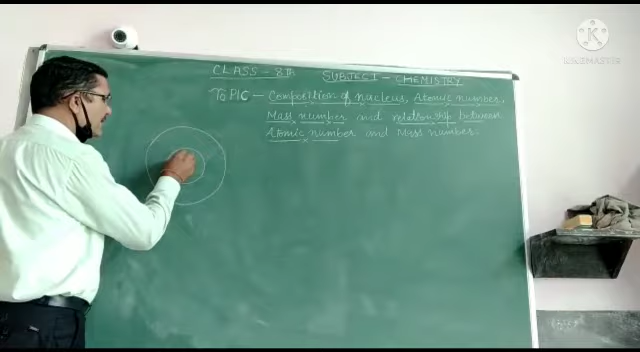 CLASS - 8th SUBJECT - CHEMISTRY
TOPIC - Composition of nucleus, Atomic number,
Mass number and relationship between
Atomic number and Mass number.
KINEMASTER